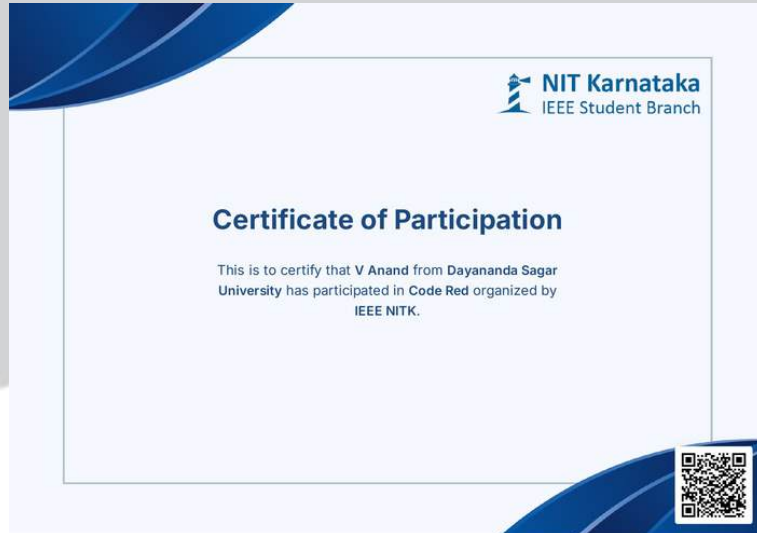 NIT Karnataka
IEEE Student Branch
Certificate of Participation
This is to certify that V Anand from Dayananda Sagar
University has participated in Code Red organized by
IEEE NITK.